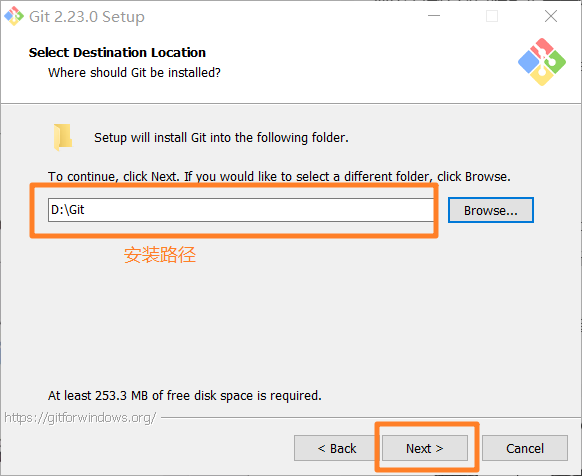 Git 2.23.0 Setup
Select Destination Location
Where should Git be installed?
Setup will install Git into the following folder.
To continue, click Next. If you would like to select a different folder, click Browse.
D:\Git
Browse...
安装路径
At least 253.3 MB of free disk space is required.
https://gitforwindows.org/
< Back
Next >
Cancel